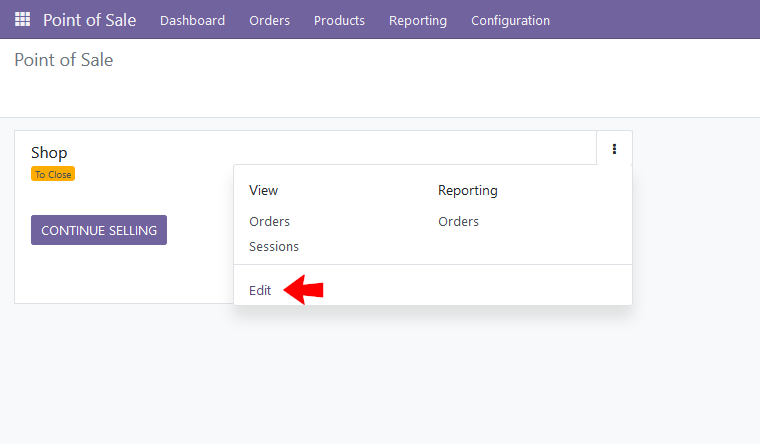 Point of Sale Dashboard Orders Products Reporting Configuration
Point of Sale
Shop
To Close
CONTINUE SELLING
View
Orders
Sessions
Reporting
Orders
Edit